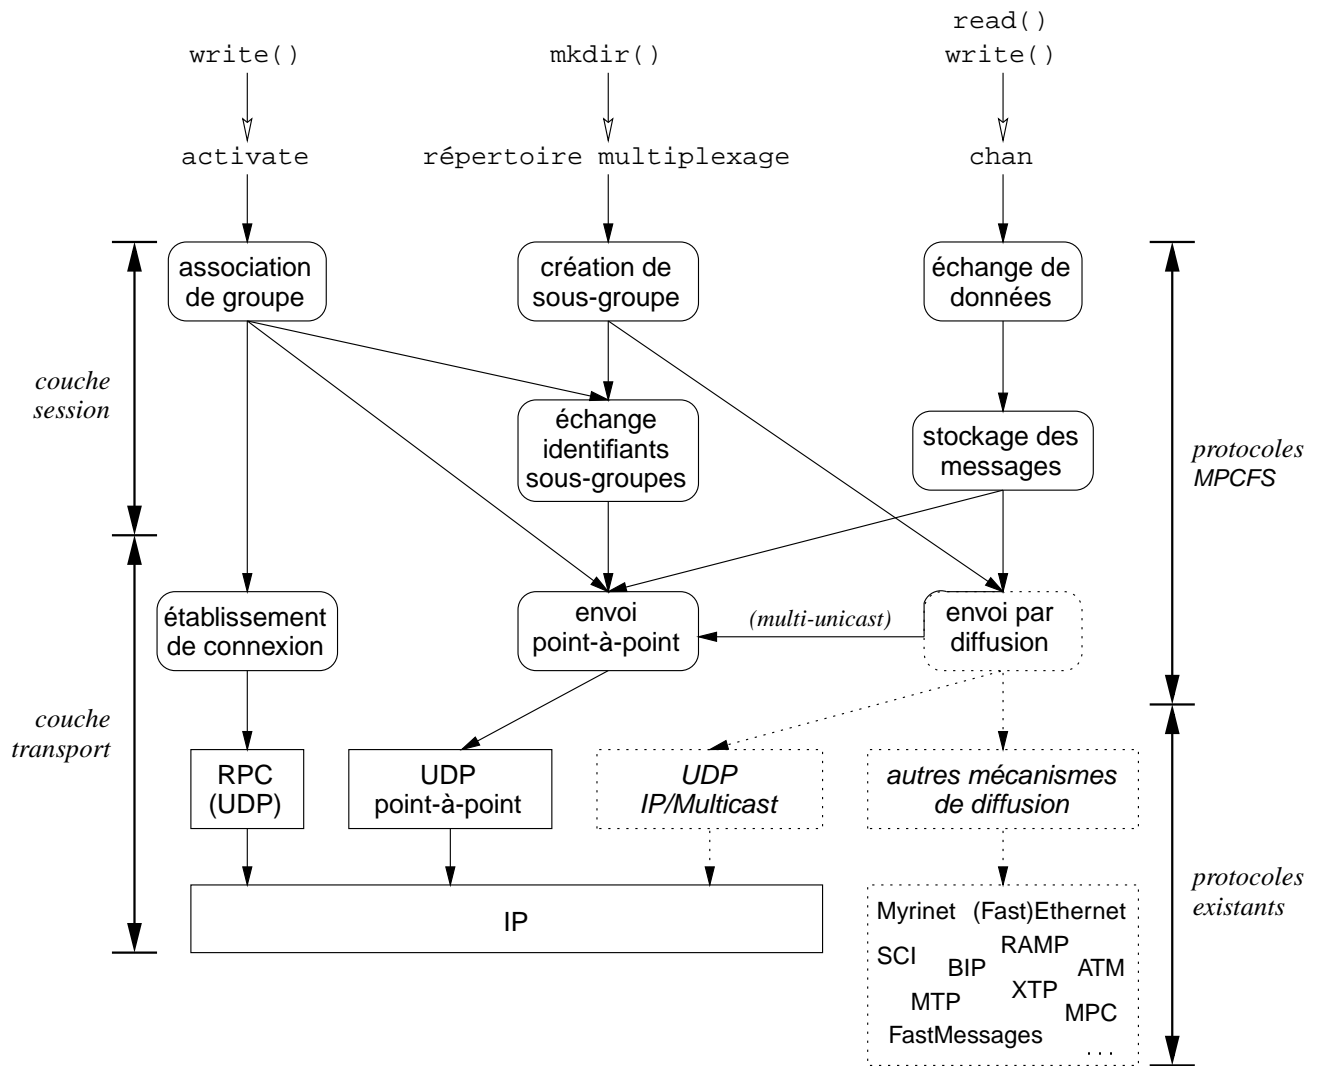 read()
write()
mkdir()
write()
activate
répertoire multiplexage
chan
association
de groupe
création de
sous-groupe
échange de
données
couche
session
échange
identifiants
sous-groupes
stockage des
messages
protocoles
MPCFS
établissement
de connexion
envoi
point-à-point
(multi-unicast)
envoi par
diffusion
couche
transport
RPC
(UDP)
UDP
point-à-point
UDP
IP/Multicast
autres mécanismes
de diffusion
IP
protocoles
existants
Myrinet (Fast)Ethernet
SCI BIP RAMP ATM
MTP XTP MPC
FastMessages ...